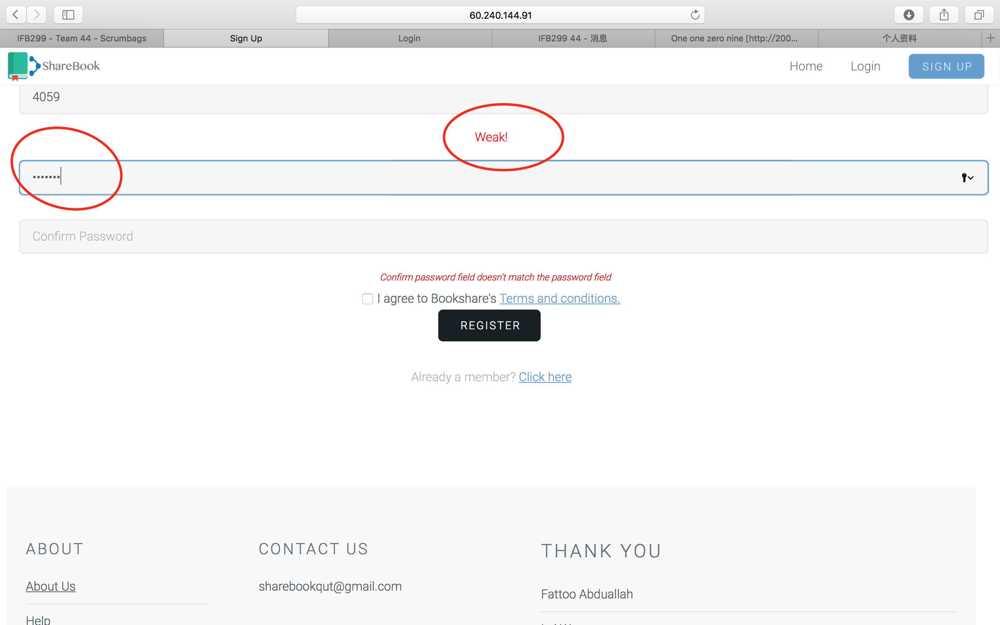 60.240.144.91
IFB299 - Team 44 - Scrumbags
Sign Up
Login
IFB299 44 - 消息
One one zero nine [http://200...
个人资料
ShareBook
Home
Login
SIGN UP
4059
Weak!
Confirm Password
Confirm password field doesn't match the password field
I agree to Bookshare's Terms and conditions.
REGISTER
Already a member? Click here
ABOUT
CONTACT US
THANK YOU
About Us
sharebookqut@gmail.com
Fattoo Abduallah
Help